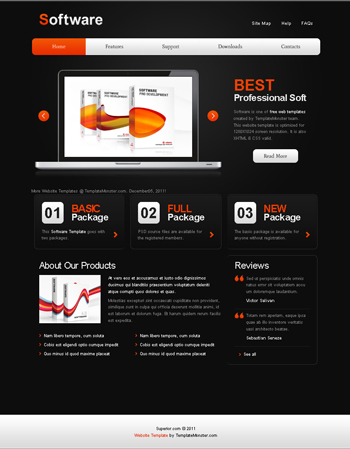 Software
Site Map Help FAQs
Home Features Support Downloads Contacts
SOFTWARE
PRO DEVELOPMENT
BEST
Professional Soft
Software is one of free web templates
created by TemplateMonster team.
This website template is optimized for
1280X1024 screen resolution. It is also
XHTML & CSS valid.
Read More
More Website Templates @ TemplateMonster.com. December05, 2011!
01 BASIC
Package
This Software Template goes with
two packages.
02 FULL
Package
PSD source files are available for
the registered members.
03 NEW
Package
The basic package is available for
anyone without registration.
About Our Products
At vero eos et accusamus et iusto odio dignissimos
ducimus qui blanditiis praesentium voluptatum deleniti
atque corrupti quos dolores et quas.
Molestias excepturi sint occaecati cupiditate non provident,
similique sunt in culpa qui officia deserunt mollitia animi, id
est laborum et dolorum fuga. Et harum quidem rerum facilis
est et expedita.
Nam libero tempore, cum soluta
Cobis est eligendi optio cumque impedit
Quo minus id quod maxime placeat
Nam libero tempore, cum soluta
Cobis est eligendi optio cumque impedit
Quo minus id quod maxime placeat
Reviews
Sed ut perspiciatis unde omnis
natus error sit voluptatem accus
um doloremque laudantium.
Victor Salivan
Totam rem aperiam, eaque ipsa
quae ab illo inventore veritatis
uasi architecto beatae.
Sebastian Seneze
See all
Superior.com © 2011
Website Template by TemplateMonster.com